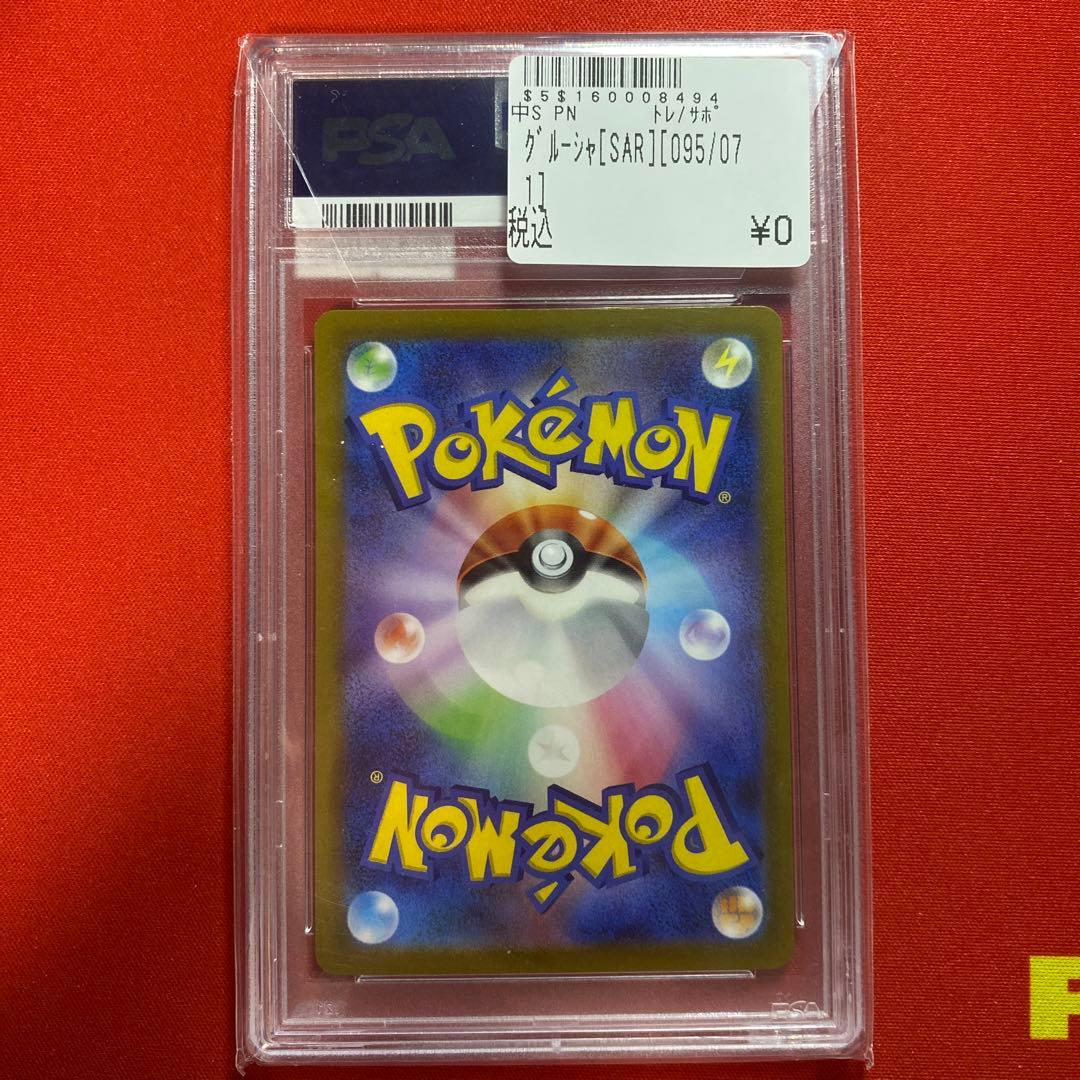 PSA
$5$160008494
中S PN ﾄﾚ/ｻﾎﾟ
ｸﾞﾙｰｼｬ[SAR][095/07
1]
税込 ¥0
POKéMON
®
®
POKéMON
PSA